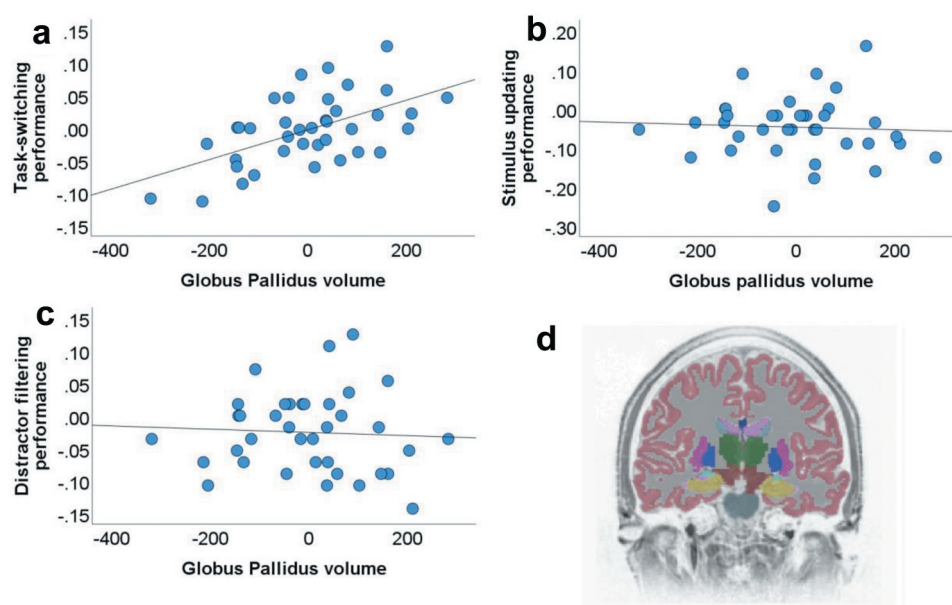 a
Task-switching
performance
.15
.10
.05
.00
-.05
-.10
-.15
-400 -200 0 200
Globus Pallidus volume
b
Stimulus updating
performance
.20
.10
.00
-.10
-.20
-.30
-400 -200 0 200
Globus pallidus volume
c
Distractor filtering
performance
.15
.10
.05
.00
-.05
-.10
-.15
-400 -200 0 200
Globus Pallidus volume
d